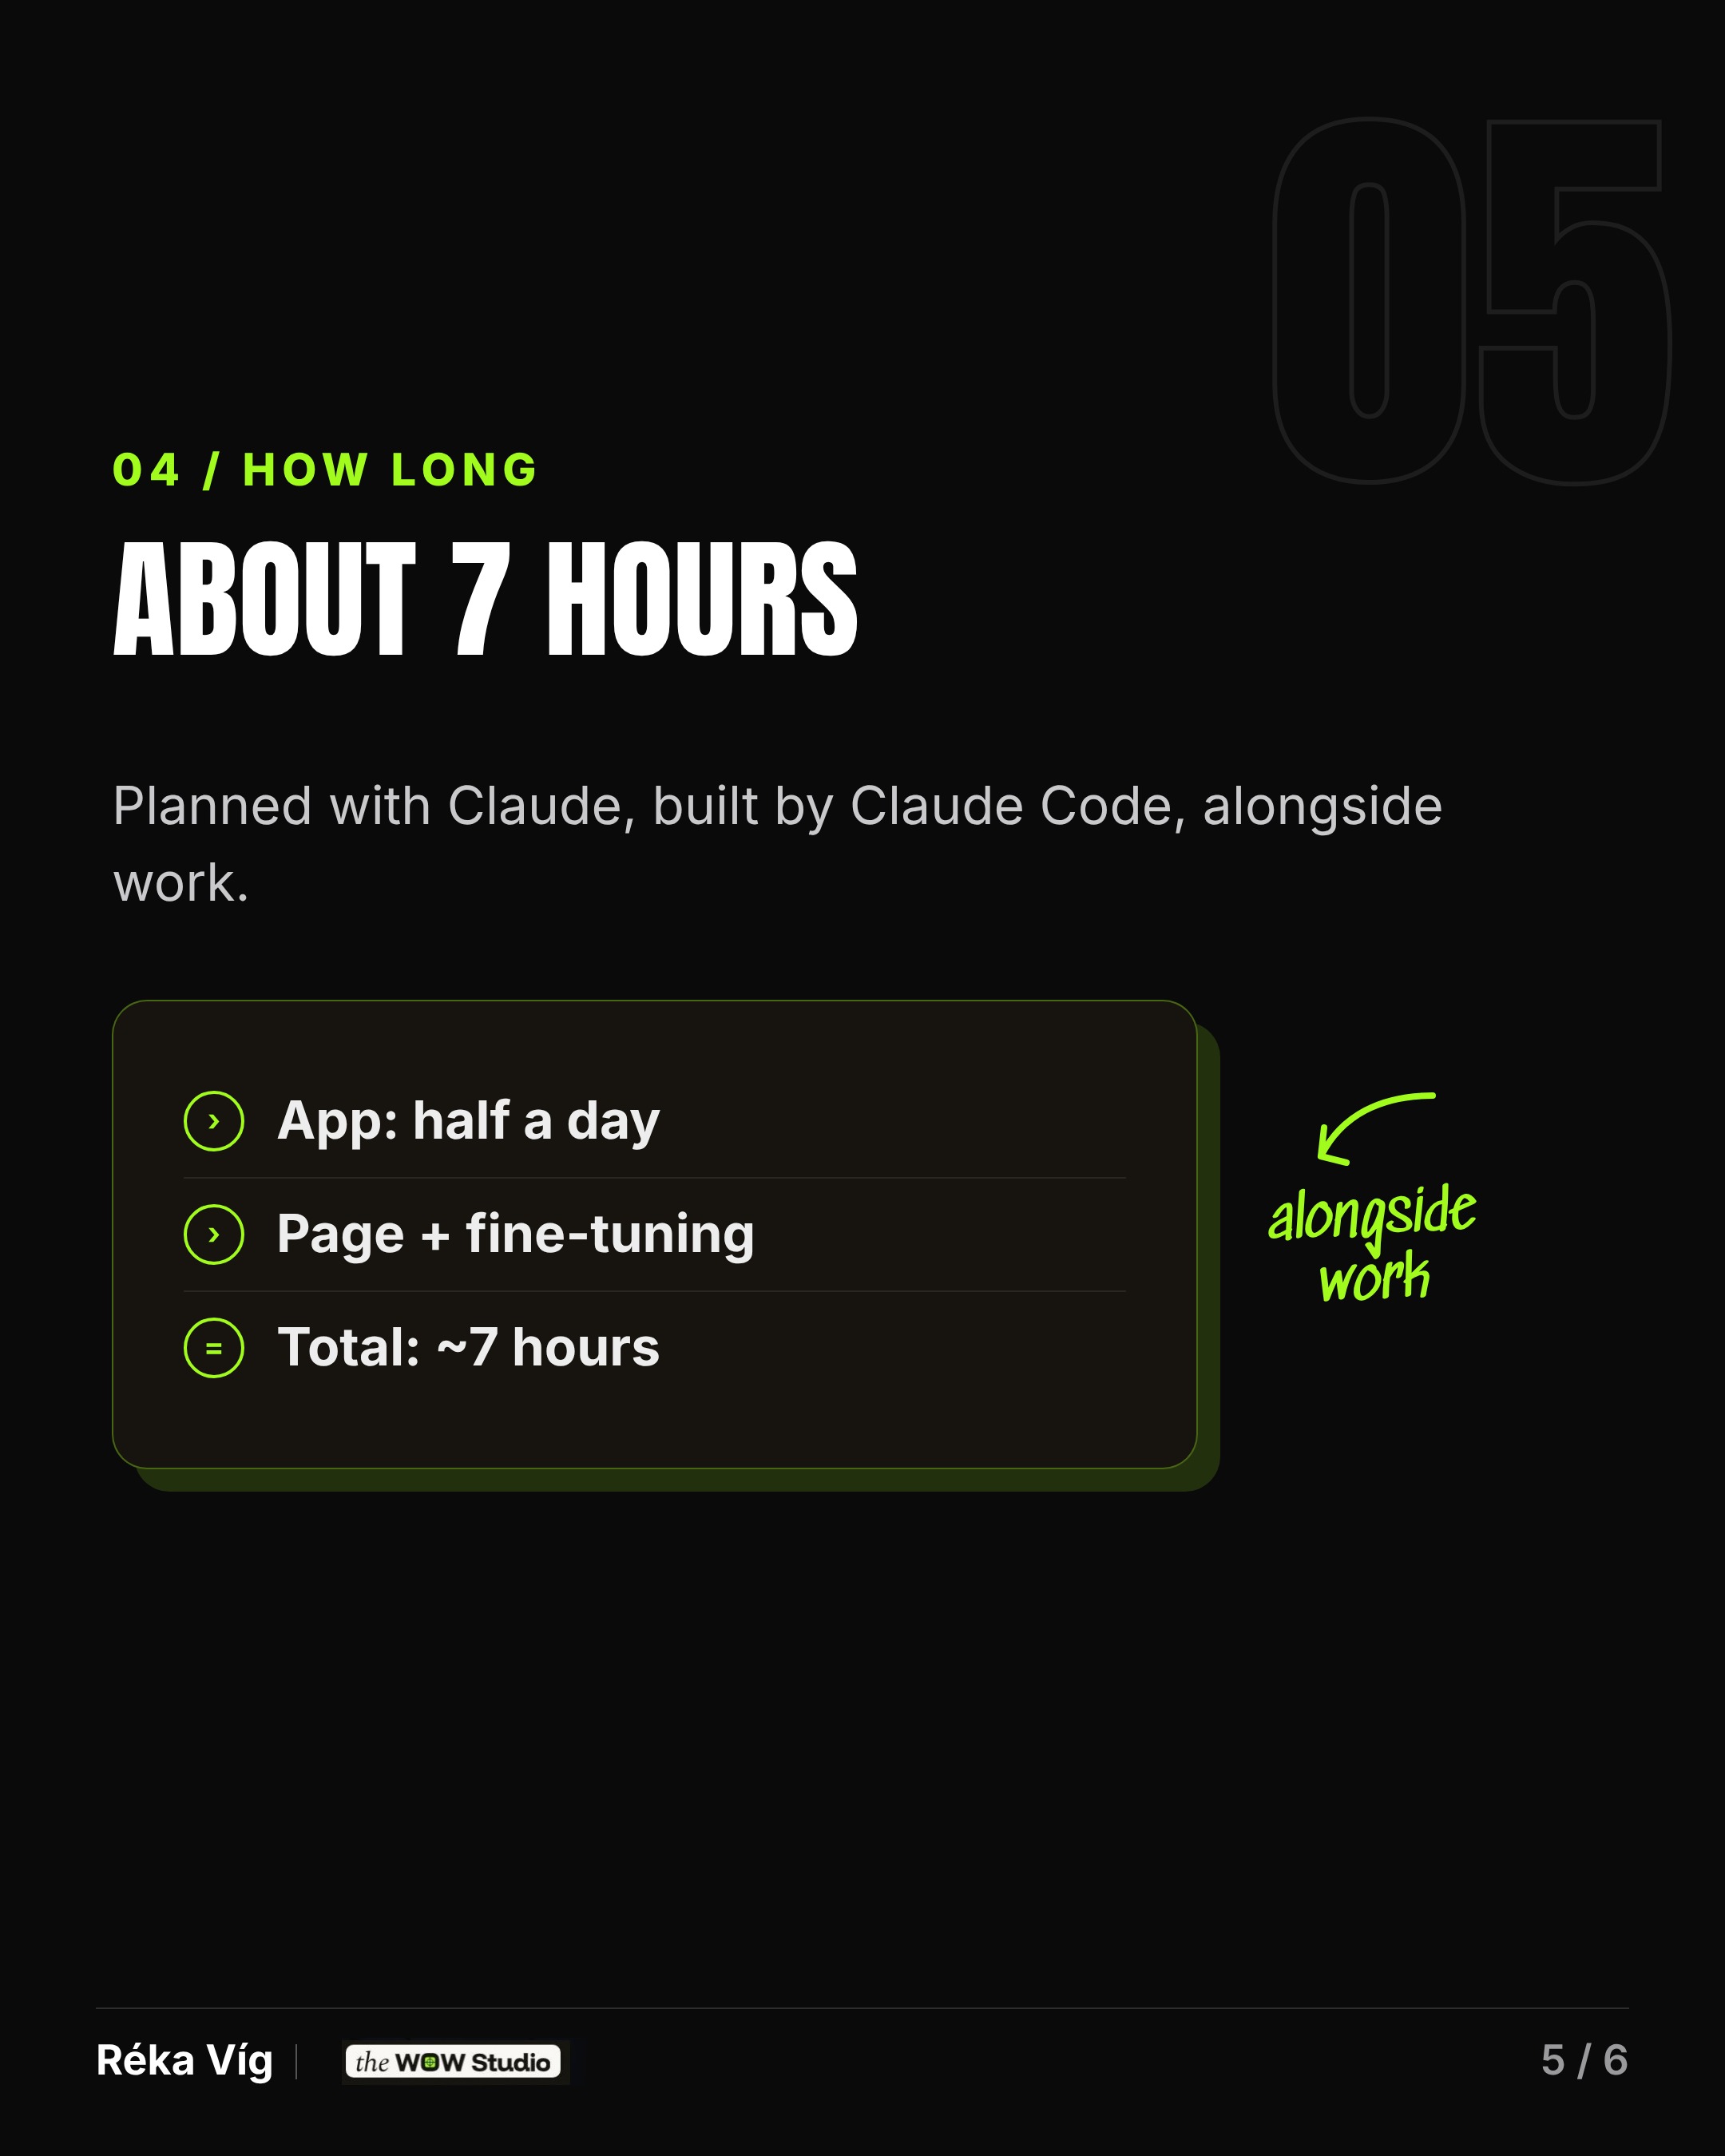 05
04 / HOW LONG
ABOUT 7 HOURS
Planned with Claude, built by Claude Code, alongside
work.
› App: half a day
› Page + fine-tuning
= Total: ~7 hours
alongside
work
Réka Víg | the WOW Studio
5 / 6